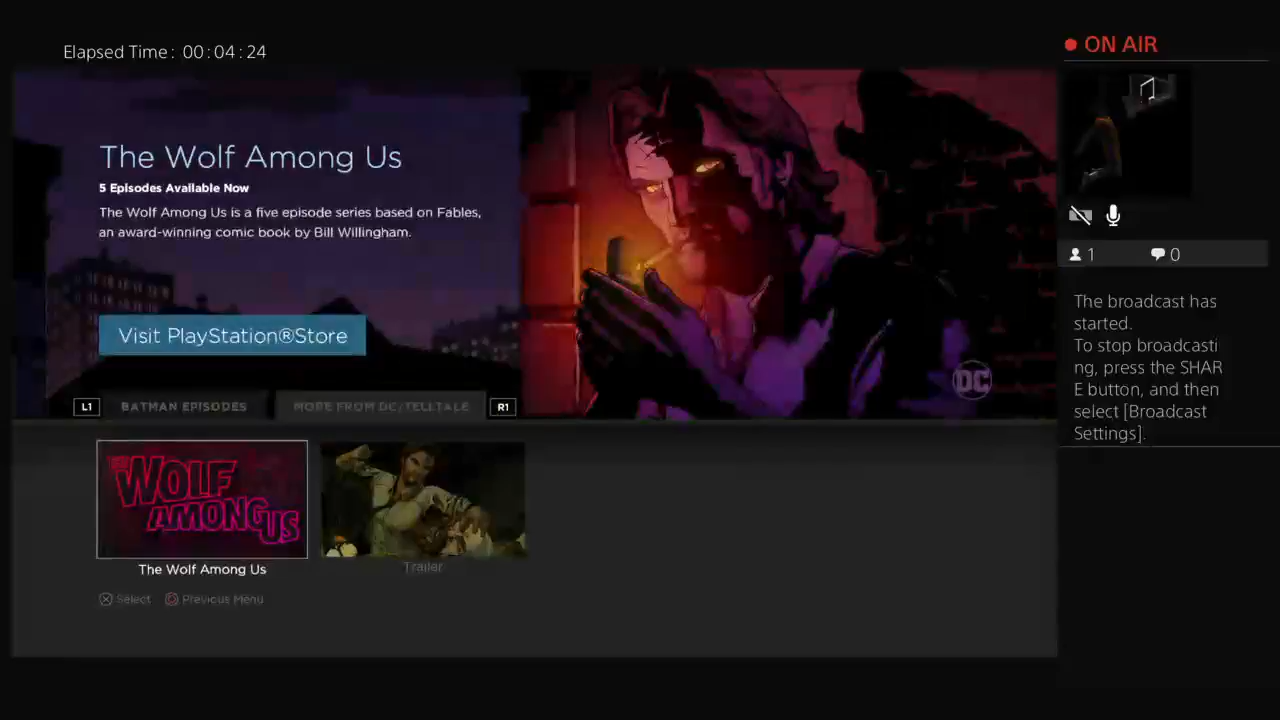 Elapsed Time: 00:04:24
ON AIR
The Wolf Among Us
5 Episodes Available Now
The Wolf Among Us is a five episode series based on Fables,
an award-winning comic book by Bill Willingham.
Visit PlayStation®Store
DC
L1 BATMAN EPISODES MORE FROM DC/TELLTALE R1
THE WOLF
AMONG US
The Wolf Among Us
Trailer
Select Previous Menu
1 0
The broadcast has
started.
To stop broadcasti
ng, press the SHAR
E button, and then
select [Broadcast
Settings].